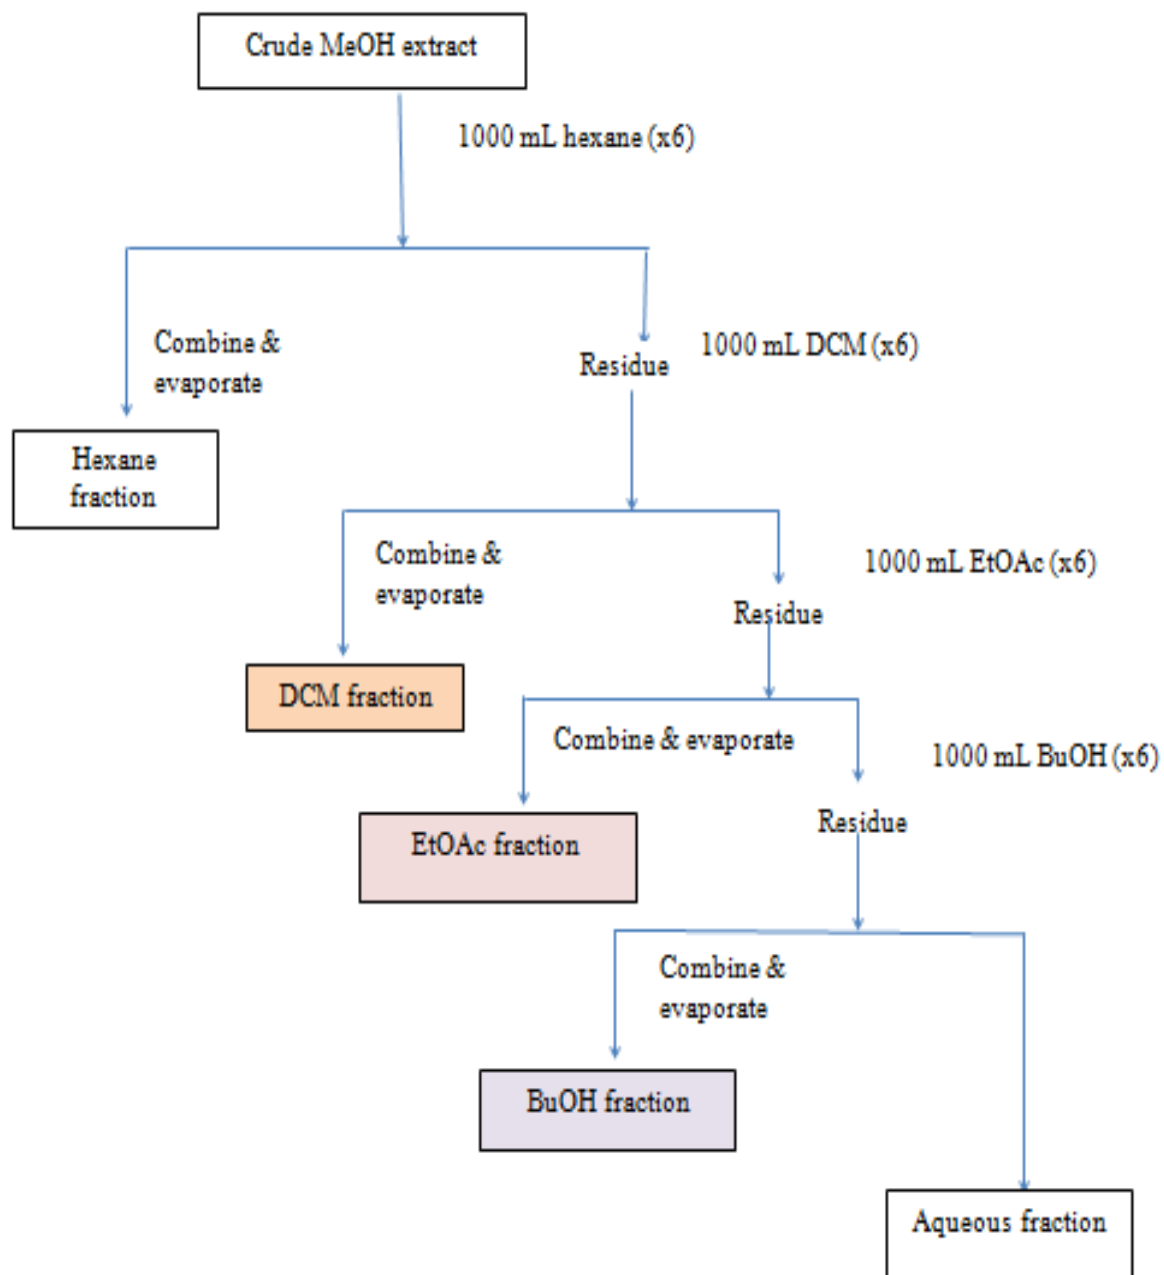 Crude MeOH extract
1000 mL hexane (x6)
Combine &
evaporate
Residue
1000 mL DCM (x6)
Hexane
fraction
Combine &
evaporate
1000 mL EtOAc (x6)
Residue
DCM fraction
Combine & evaporate
1000 mL BuOH (x6)
Residue
EtOAc fraction
Combine &
evaporate
BuOH fraction
Aqueous fraction